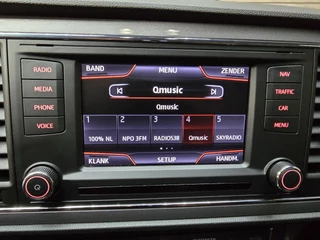 RADIO
MEDIA
PHONE
VOICE
BAND MENU ZENDER
Qmusic
Qmusic
1 2 3 4 5
100% NL NPO 3FM RADIO538 Qmusic SKYRADIO
KLANK SETUP HANDM.
NAV
TRAFFIC
CAR
MENU